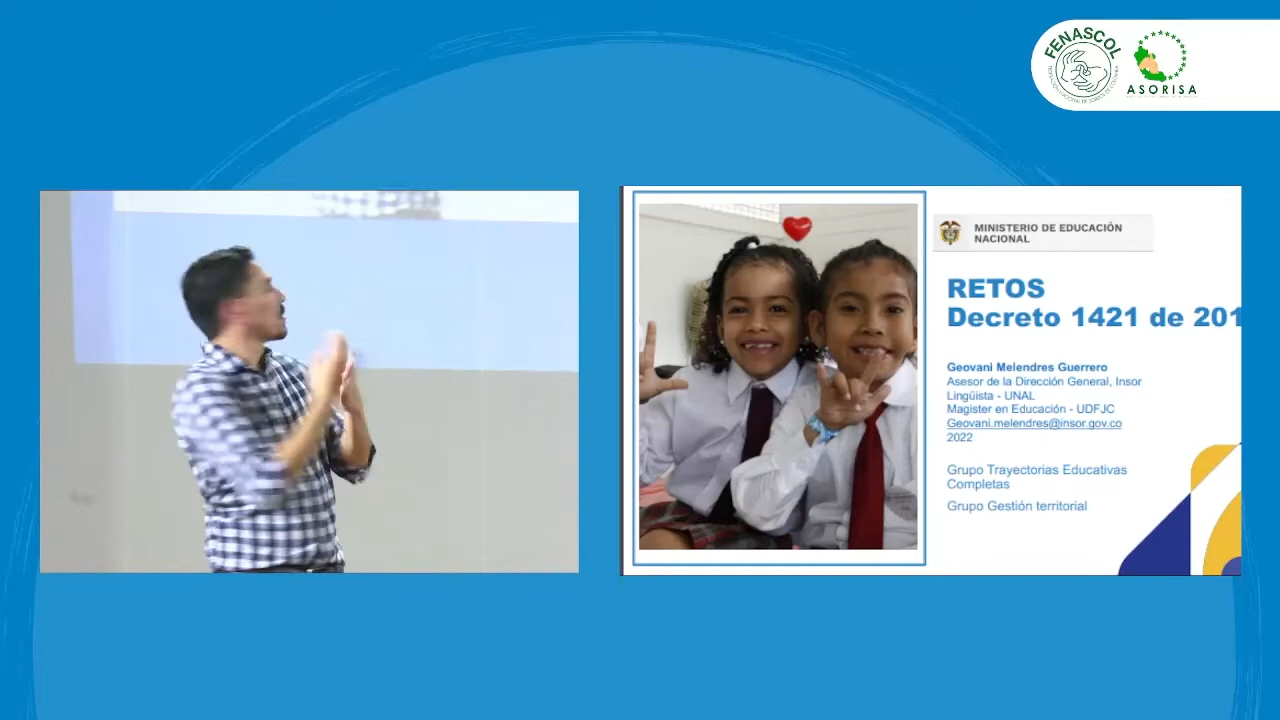 FENASCOL
ASORISA
MINISTERIO DE EDUCACIÓN
NACIONAL
RETOS
Decreto 1421 de 201
Geovani Melendres Guerrero
Asesor de la Dirección General, Insor
Lingüista - UNAL
Magister en Educación - UDFJC
Geovani.melendres@insor.gov.co
2022
Grupo Trayectorias Educativas
Completas
Grupo Gestión territorial